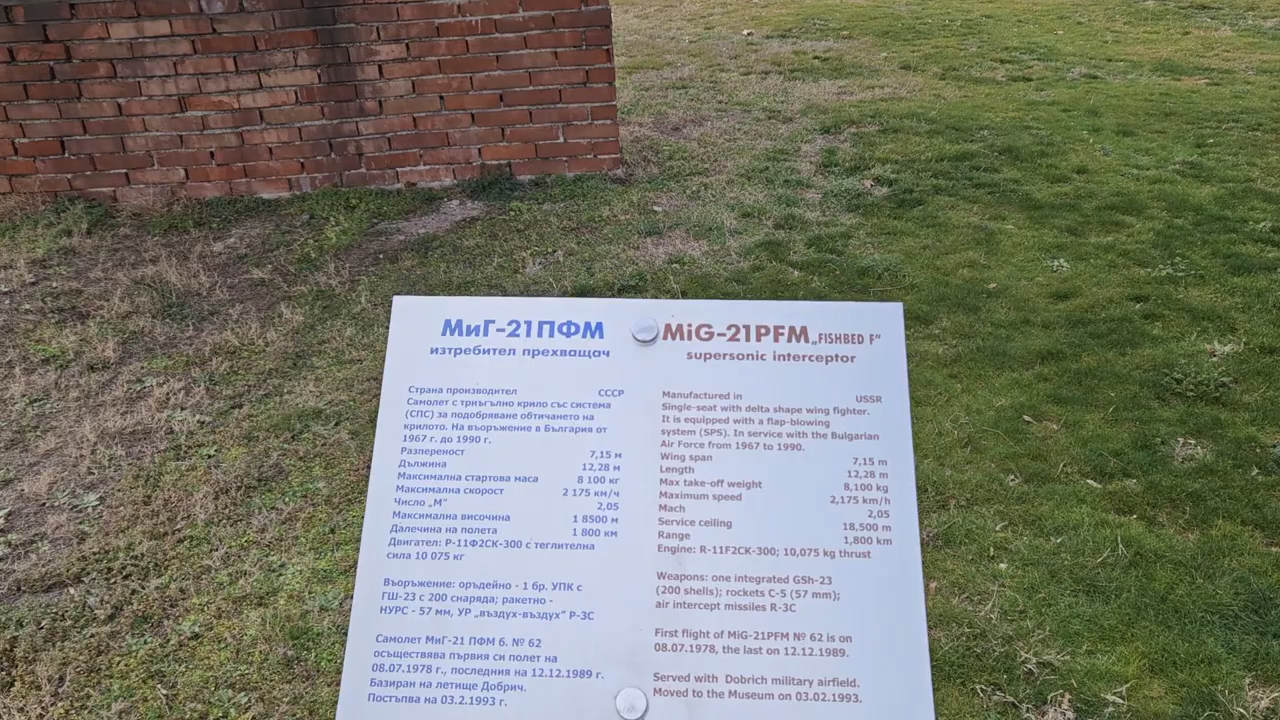 МиГ-21ПФМ
изтребител прехващач
Страна производител СССР
Самолет с триъгълно крило със система
(СПС) за подобряване обтичането на
крилото. На въоръжение в България от
1967 г. до 1990 г.
Разпереност 7,15 м
Дължина 12,28 м
Максимална стартова маса 8 100 кг
Максимална скорост 2 175 км/ч
Число „М” 2,05
Максимална височина 1 8500 м
Далечина на полета 1 800 км
Двигател: Р-11Ф2СК-300 с теглителна
сила 10 075 кг
Въоръжение: оръдейно - 1 бр. УПК с
ГШ-23 с 200 снаряда; ракетно -
НУРС - 57 мм, УР „въздух-въздух” Р-3С
Самолет МиГ-21 ПФМ б. № 62
осъществява първия си полет на
08.07.1978 г., последния на 12.12.1989 г.
Базиран на летище Добрич.
Постъпва на 03.2.1993 г.
MiG-21PFM „FISHBED F”
supersonic interceptor
Manufactured in USSR
Single-seat with delta shape wing fighter.
It is equipped with a flap-blowing
system (SPS). In service with the Bulgarian
Air Force from 1967 to 1990.
Wing span 7,15 m
Length 12,28 m
Max take-off weight 8,100 kg
Maximum speed 2,175 km/h
Mach 2,05
Service ceiling 18,500 m
Range 1,800 km
Engine: R-11F2CK-300; 10,075 kg thrust
Weapons: one integrated GSh-23
(200 shells); rockets C-5 (57 mm);
air intercept missiles R-3C
First flight of MiG-21PFM № 62 is on
08.07.1978, the last on 12.12.1989.
Served with Dobrich military airfield.
Moved to the Museum on 03.02.1993.